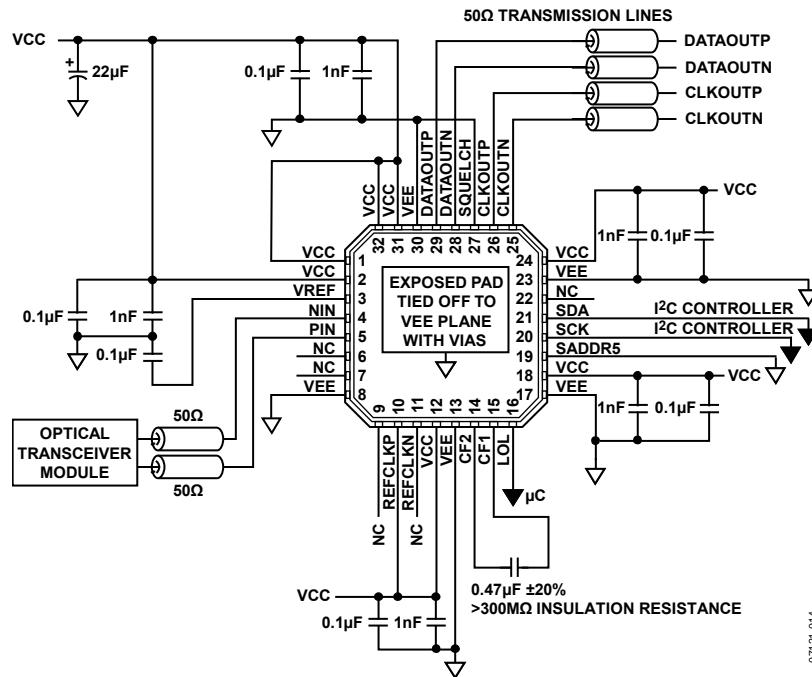 50Ω TRANSMISSION LINES
VCC
+
22µF
0.1µF
1nF
DATAOUTP
DATAOUTN
CLKOUTP
CLKOUTN
VCC
VCC
VEE
DATAOUTP
DATAOUTN
SQUELCH
CLKOUTP
CLKOUTN
32
31
30
29
28
27
26
25
VCC
VCC
VREF
NIN
PIN
NC
NC
VEE
1
2
3
4
5
6
7
8
EXPOSED PAD
TIED OFF TO
VEE PLANE
WITH VIAS
24
23
22
21
20
19
18
17
VCC
VEE
NC
SDA
SCK
SADDR5
VCC
VEE
VCC
1nF
0.1µF
I²C CONTROLLER
I²C CONTROLLER
VCC
1nF
0.1µF
0.1µF
1nF
0.1µF
OPTICAL
TRANSCEIVER
MODULE
50Ω
50Ω
9
10
11
12
13
14
15
16
NC
REFCLKP
REFCLKN
NC
VCC
VEE
CF2
CF1
LOL
µC
VCC
0.1µF
1nF
0.47µF ±20%
>300MΩ INSULATION RESISTANCE